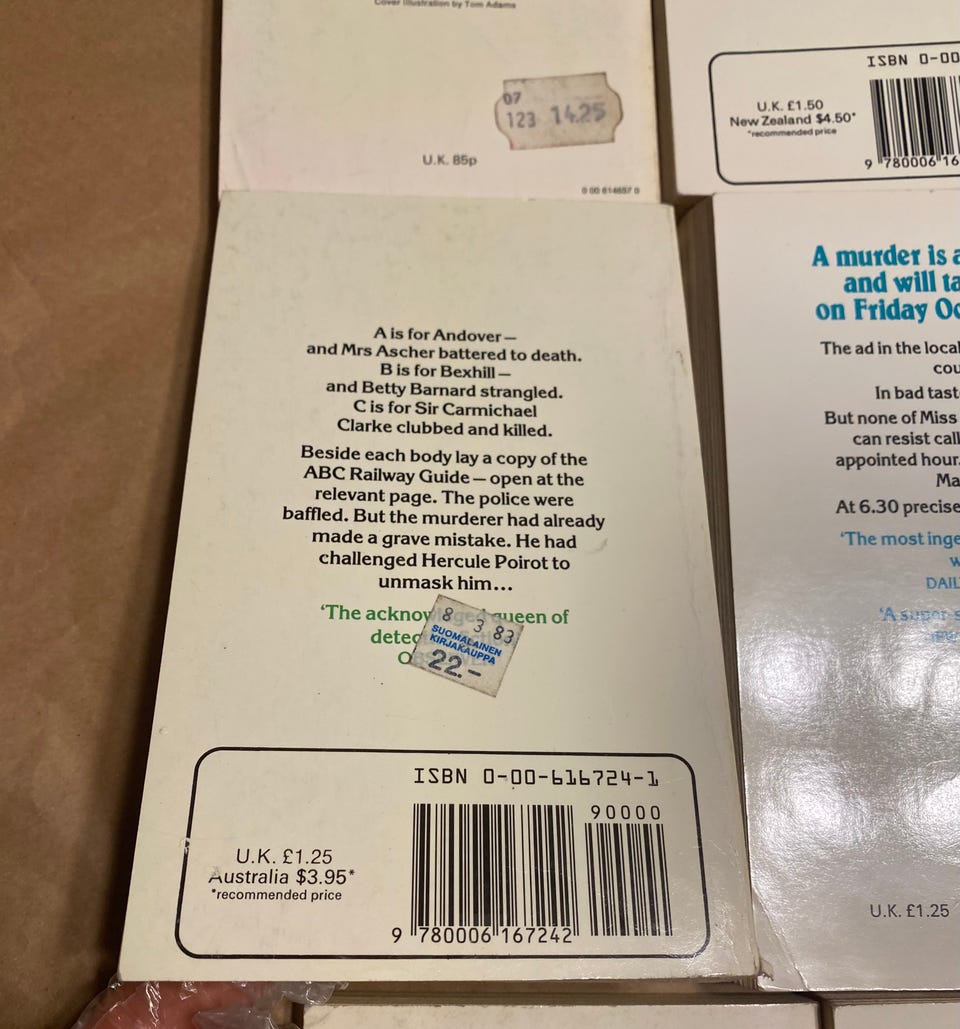 Cover illustration by Tom Adams
07
123 14.25
U.K. 85p
ISBN 0-00
U.K. £1.50
New Zealand $4.50*
*recommended price
9 780006 16
A is for Andover—
and Mrs Ascher battered to death.
B is for Bexhill—
and Betty Barnard strangled.
C is for Sir Carmichael
Clarke clubbed and killed.
Beside each body lay a copy of the
ABC Railway Guide — open at the
relevant page. The police were
baffled. But the murderer had already
made a grave mistake. He had
challenged Hercule Poirot to
unmask him...
'The acknowledged queen of
detec
8 3 83
SUOMALAINEN
KIRJAKAUPPA
22.-
ISBN 0-00-616724-1
90000
U.K. £1.25
Australia $3.95*
*recommended price
9 780006 167242
A murder is a
and will ta
on Friday Oc
The ad in the local
cou
In bad tast
But none of Miss
can resist call
appointed hour.
Ma
At 6.30 precise
'The most inge
w
DAIL
'A super-s
U.K. £1.25